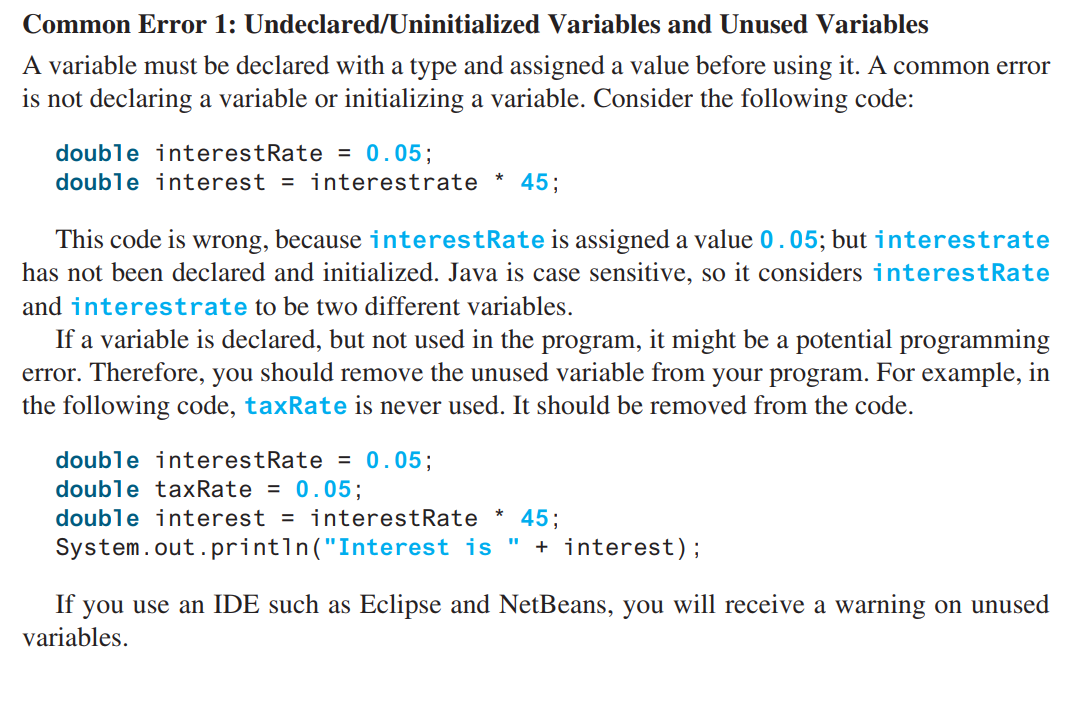 Common Error 1: Undeclared/Uninitialized Variables and Unused Variables
A variable must be declared with a type and assigned a value before using it. A common error
is not declaring a variable or initializing a variable. Consider the following code:
double interestRate = 0.05;
double interest = interestrate * 45;
This code is wrong, because interestRate is assigned a value 0.05; but interestrate
has not been declared and initialized. Java is case sensitive, so it considers interestRate
and interestrate to be two different variables.
If a variable is declared, but not used in the program, it might be a potential programming
error. Therefore, you should remove the unused variable from your program. For example, in
the following code, taxRate is never used. It should be removed from the code.
double interestRate = 0.05;
double taxRate = 0.05;
double interest = interestRate * 45;
System.out.println("Interest is " + interest);
If you use an IDE such as Eclipse and NetBeans, you will receive a warning on unused
variables.